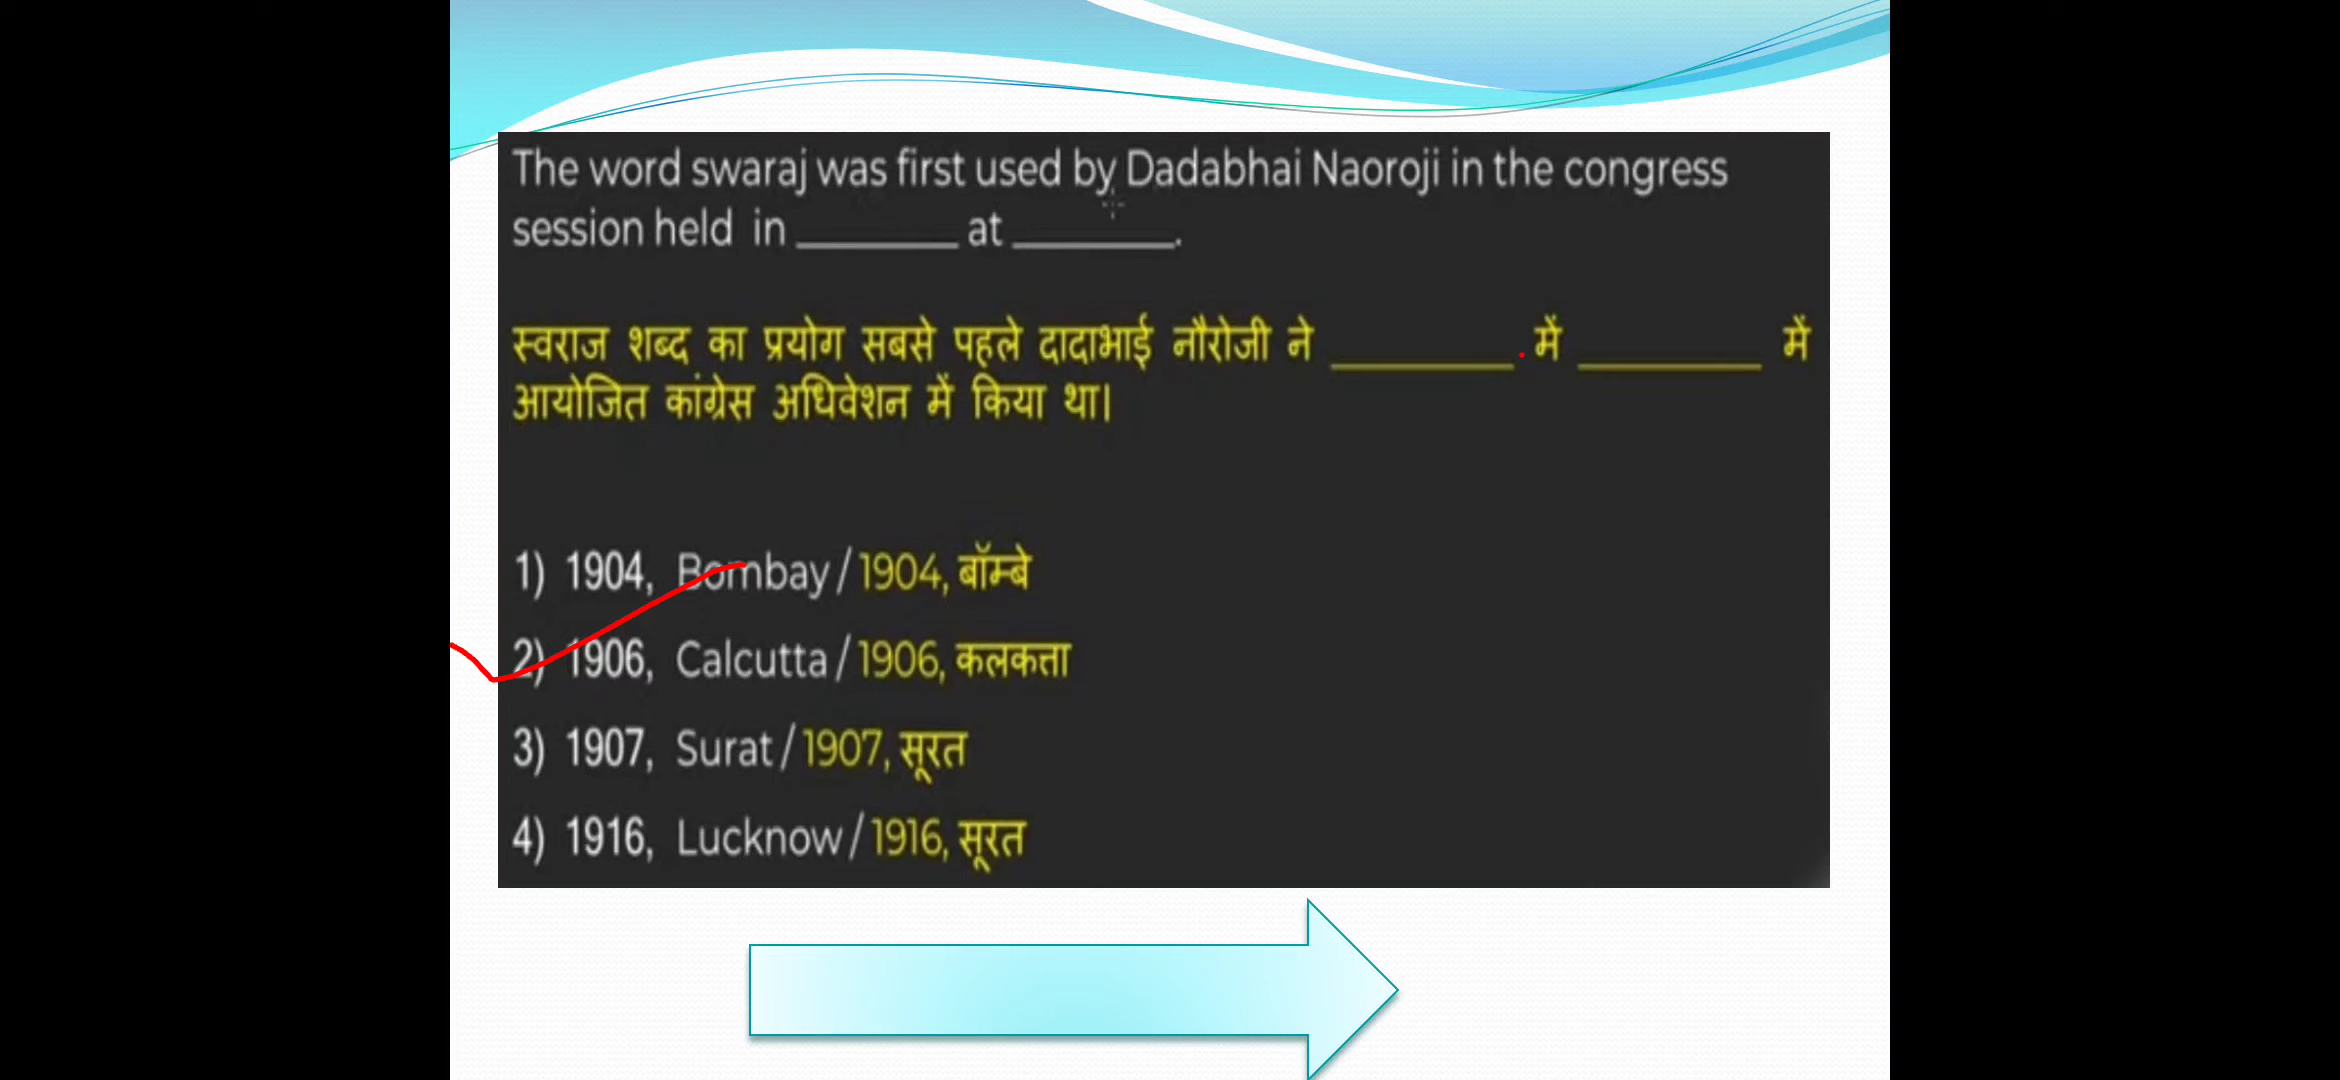 The word swaraj was first used by Dadabhai Naoroji in the congress
session held in ________ at ________.
स्वराज शब्द का प्रयोग सबसे पहले दादाभाई नौरोजी ने ________ में ________ में
आयोजित कांग्रेस अधिवेशन में किया था।
1) 1904, Bombay / 1904, बॉम्बे
2) 1906, Calcutta / 1906, कलकत्ता
3) 1907, Surat / 1907, सूरत
4) 1916, Lucknow / 1916, सूरत